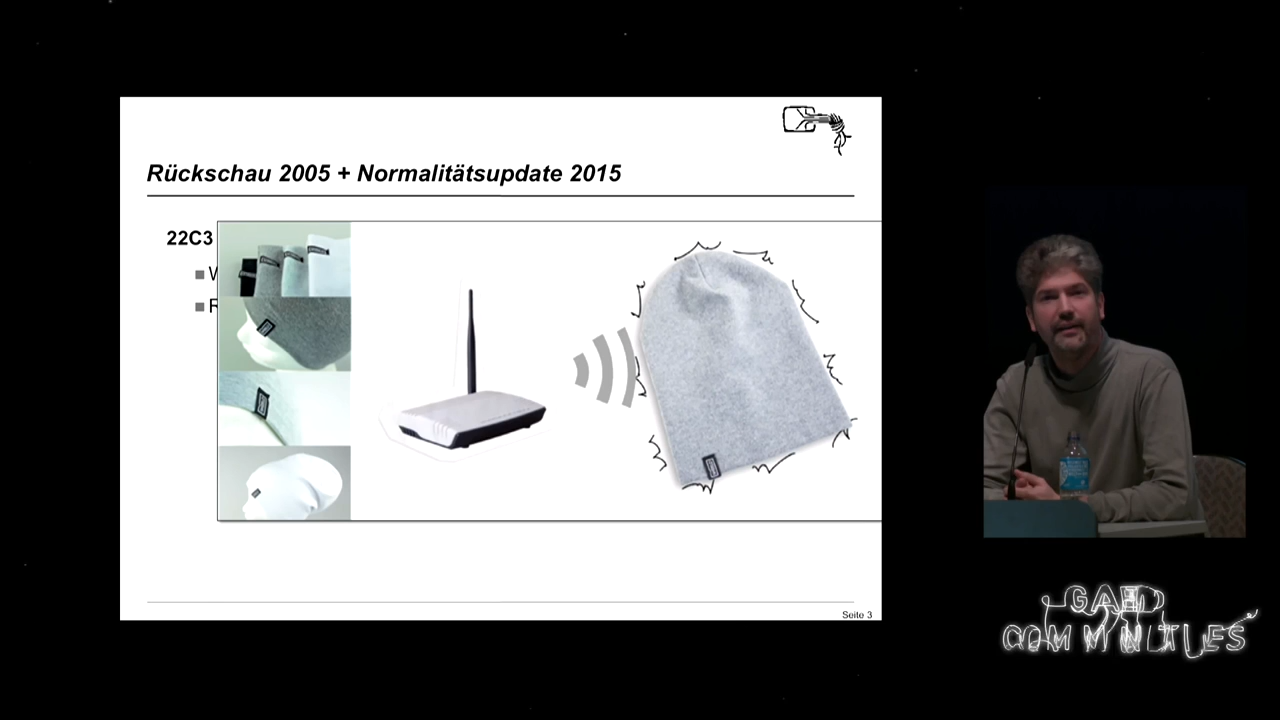 Rückschau 2005 + Normalitätsupdate 2015
22C3
Seite 3
GATED
COMMUNITIES